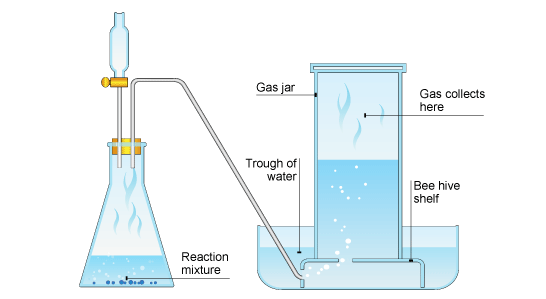 Gas jar
Gas collects
here
Trough of
water
Bee hive
shelf
Reaction
mixture